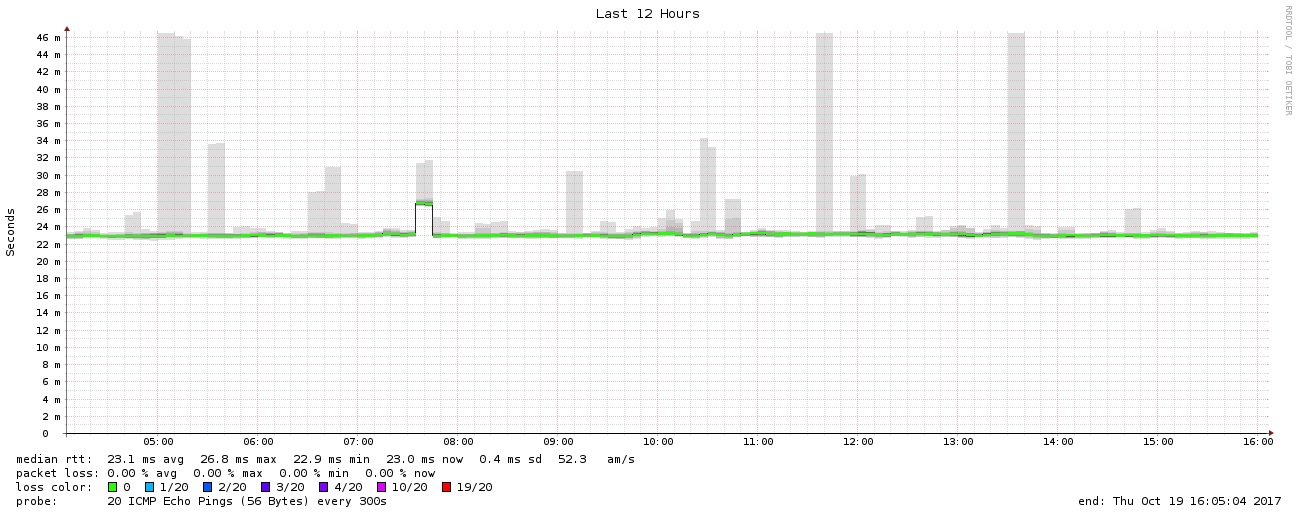 Last 12 Hours
RRDTOOL / TOBI OETIKER
Seconds
46 m
44 m
42 m
40 m
38 m
36 m
34 m
32 m
30 m
28 m
26 m
24 m
22 m
20 m
18 m
16 m
14 m
12 m
10 m
8 m
6 m
4 m
2 m
0
05:00 06:00 07:00 08:00 09:00 10:00 11:00 12:00 13:00 14:00 15:00 16:00
median rtt: 23.1 ms avg 26.8 ms max 22.9 ms min 23.0 ms now 0.4 ms sd 52.3 am/s
packet loss: 0.00 % avg 0.00 % max 0.00 % min 0.00 % now
loss color: 0 1/20 2/20 3/20 4/20 10/20 19/20
probe: 20 ICMP Echo Pings (56 Bytes) every 300s end: Thu Oct 19 16:05:04 2017